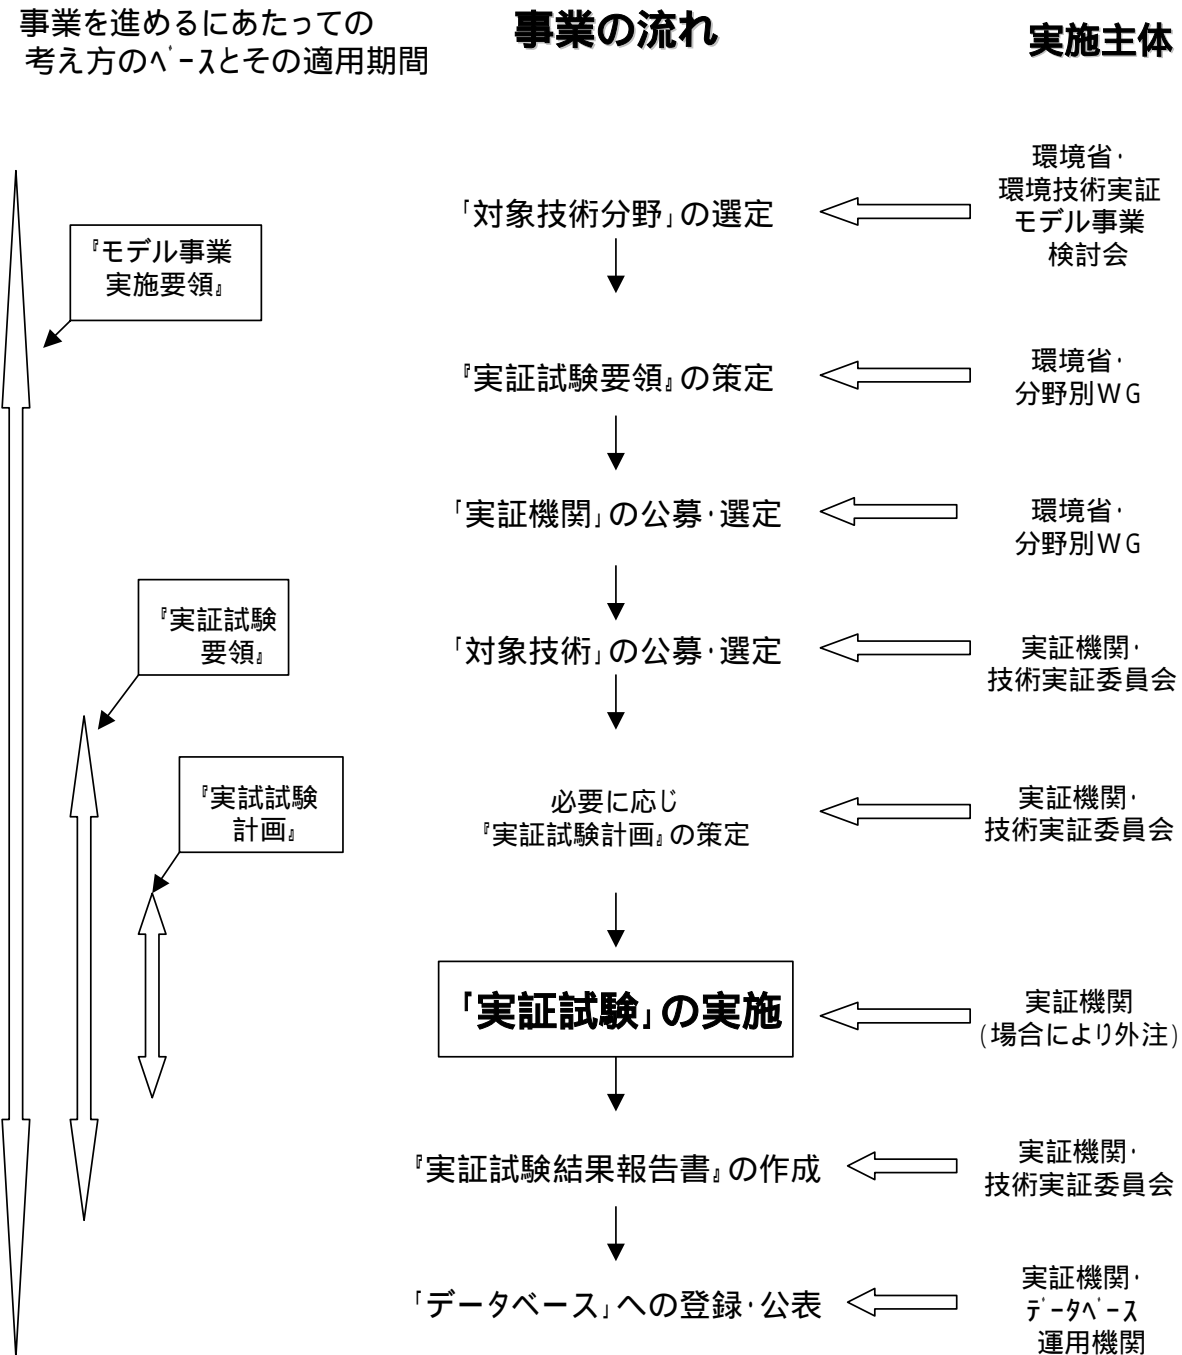 事業を進めるにあたっての
考え方のﾍﾞｰｽとその適用期間
事業の流れ
実施主体
『モデル事業
実施要領』
『実証試験
要領』
『実試試験
計画』
「対象技術分野」の選定
環境省・
環境技術実証
モデル事業
検討会
『実証試験要領』の策定
環境省・
分野別ＷＧ
「実証機関」の公募・選定
環境省・
分野別ＷＧ
「対象技術」の公募・選定
実証機関・
技術実証委員会
必要に応じ
『実証試験計画』の策定
実証機関・
技術実証委員会
「実証試験」の実施
実証機関
(場合により外注)
『実証試験結果報告書』の作成
実証機関・
技術実証委員会
「データベース」への登録・公表
実証機関・
ﾃﾞｰﾀﾍﾞｰｽ
運用機関